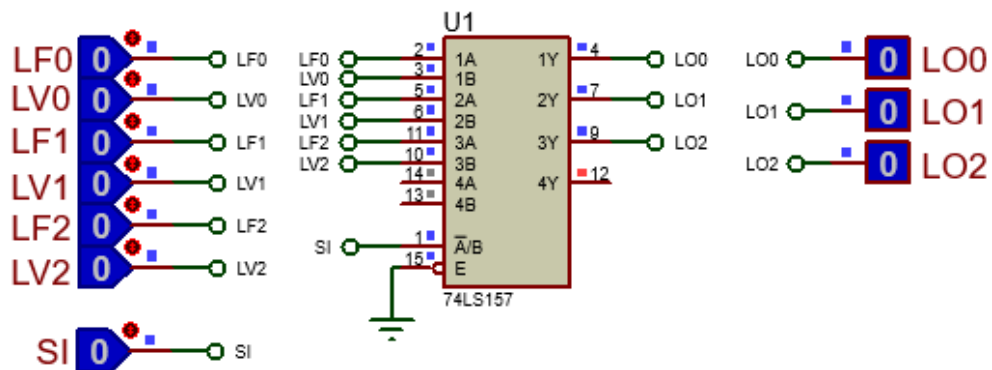 U1
LF0 0 LF0
LV0 0 LV0
LF1 0 LF1
LV1 0 LV1
LF2 0 LF2
LV2 0 LV2
SI 0 SI
LF0 2 1A 1Y 4 LO0
LV0 3 1B
LF1 5 2A 2Y 7 LO1
LV1 6 2B
LF2 11 3A 3Y 9 LO2
LV2 10 3B
14 4A 4Y 12
13 4B
SI 1 A̅/B
15 E
74LS157
LO0 0 LO0
LO1 0 LO1
LO2 0 LO2